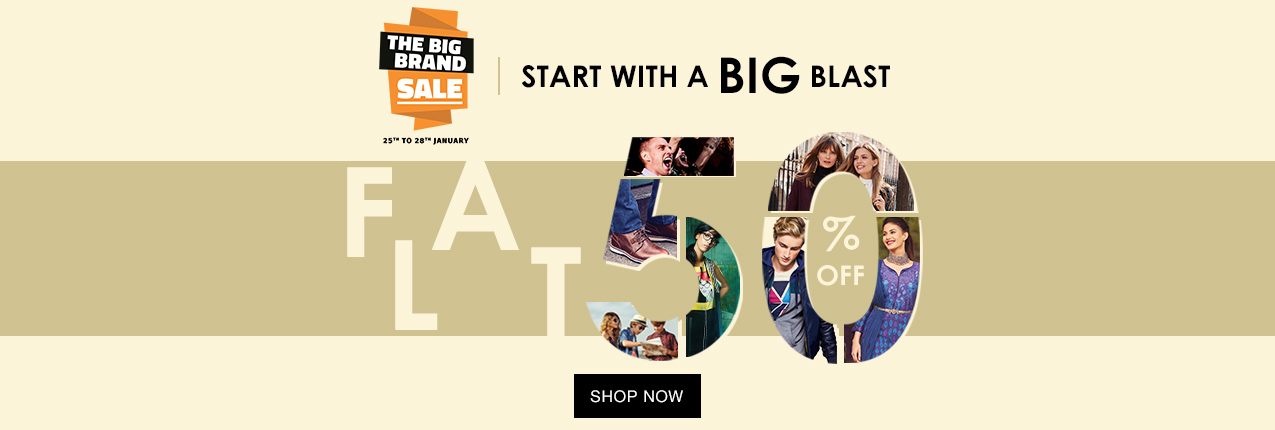 THE BIG
BRAND
SALE
25TH TO 28TH JANUARY
START WITH A BIG BLAST
FLAT 50
%
OFF
SHOP NOW